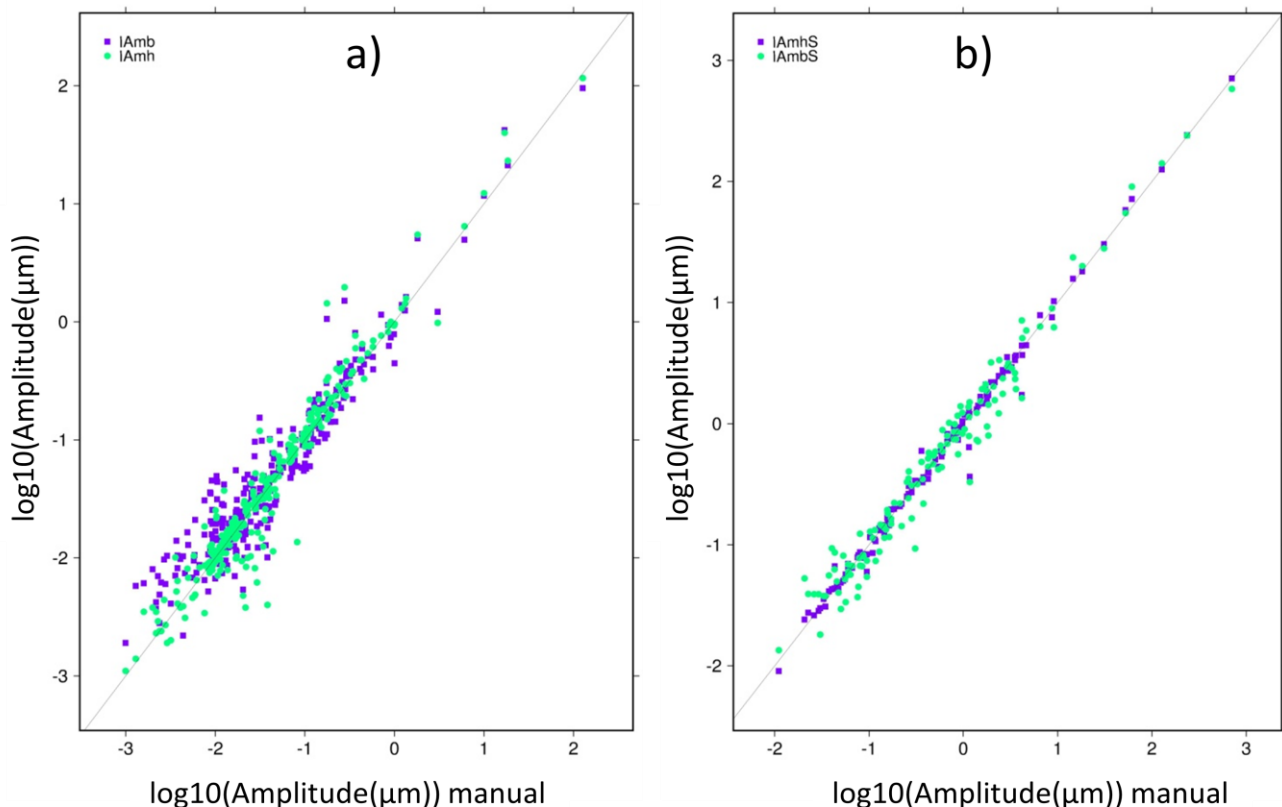 lAmb
lAmh
a)
2
1
0
-1
-2
-3
log10(Amplitude(μm))
-3 -2 -1 0 1 2
log10(Amplitude(μm)) manual
lAmhS
lAmbS
b)
3
2
1
0
-1
-2
log10(Amplitude(μm))
-2 -1 0 1 2 3
log10(Amplitude(μm)) manual